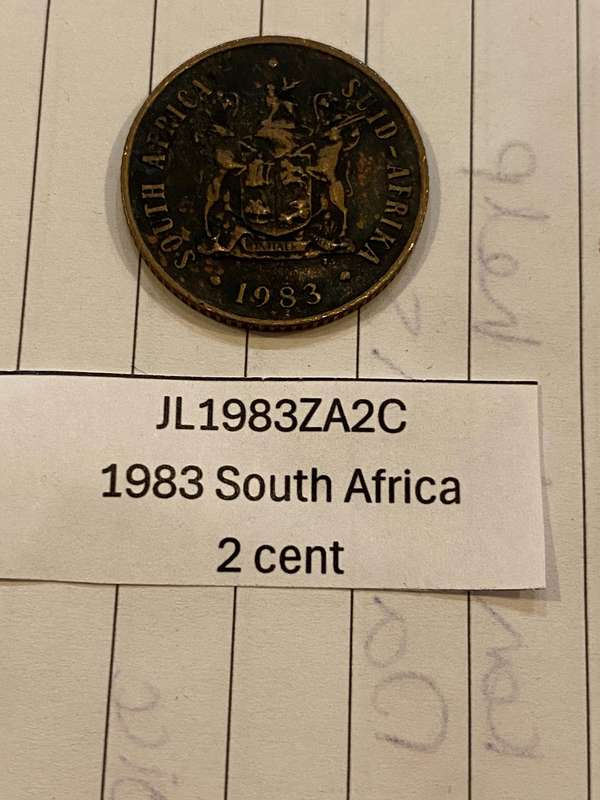 SOUTH AFRICA SUID-AFRIKA
1983
JL1983ZA2C
1983 South Africa
2 cent